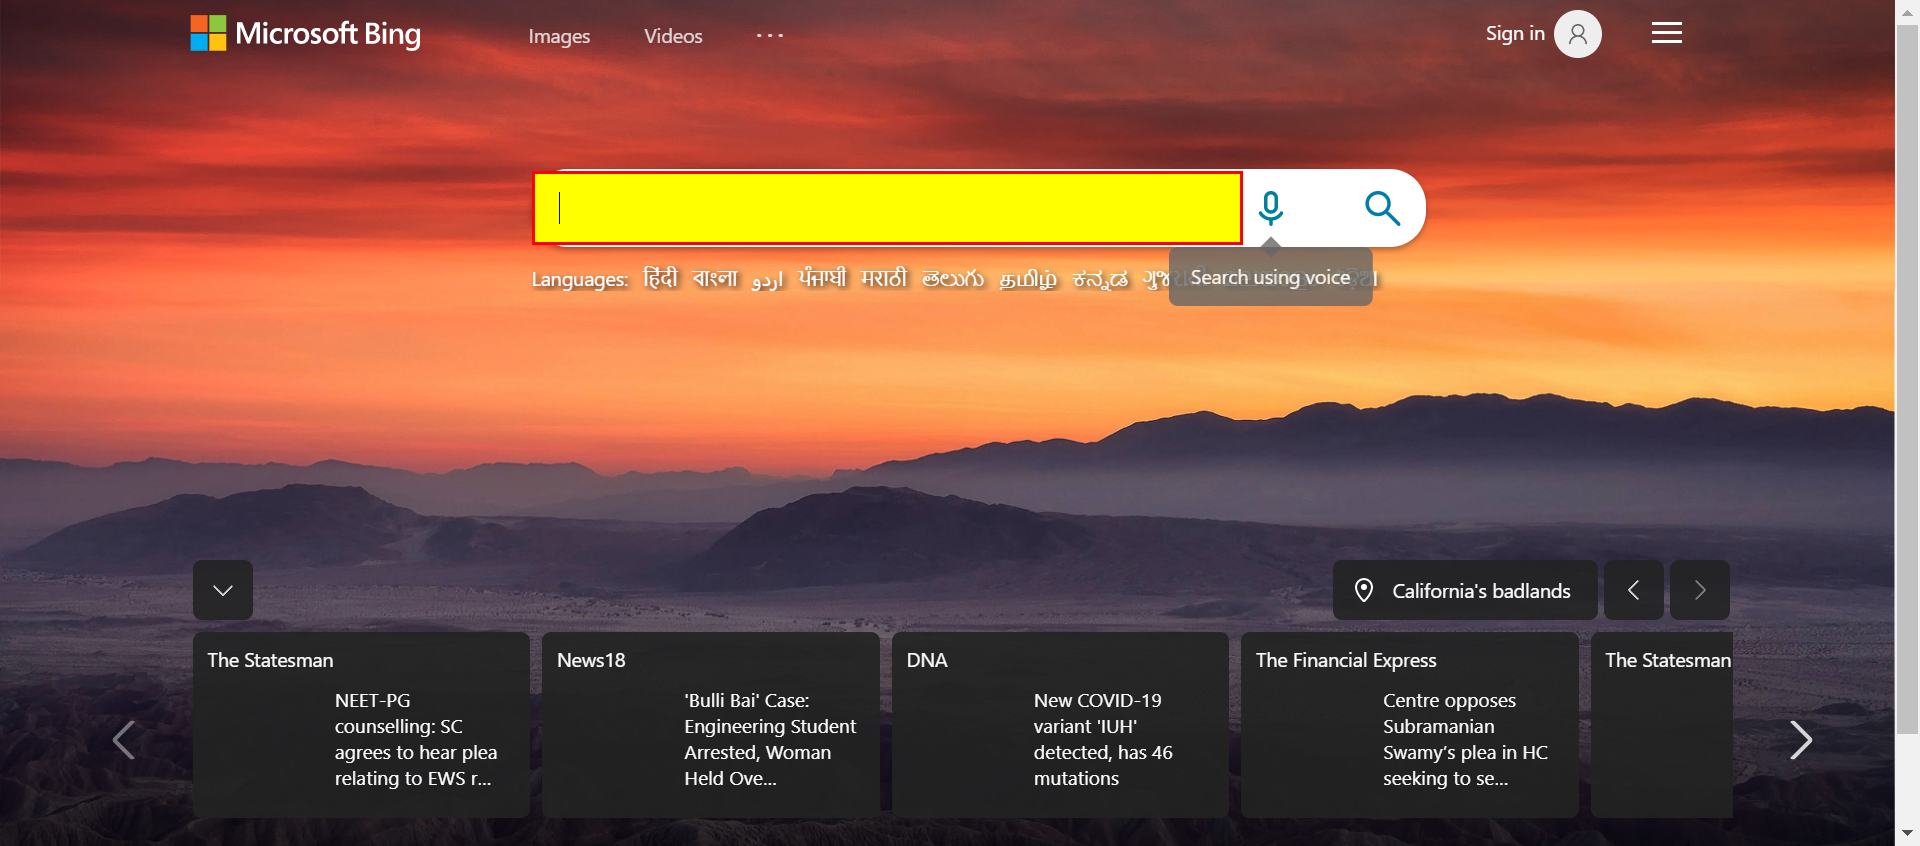 Microsoft Bing
Images Videos ...
Sign in
Languages: हिंदी বাংলা اردو ਪੰਜਾਬੀ मराठी తెలుగు தமிழ் ಕನ್ನಡ
Search using voice
California's badlands
The Statesman
NEET-PG
counselling: SC
agrees to hear plea
relating to EWS r...
News18
'Bulli Bai' Case:
Engineering Student
Arrested, Woman
Held Ove...
DNA
New COVID-19
variant 'IUH'
detected, has 46
mutations
The Financial Express
Centre opposes
Subramanian
Swamy’s plea in HC
seeking to se...
The Statesman